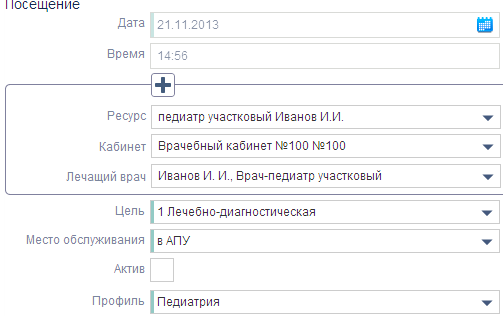 Посещение
Дата 21.11.2013
Время 14:56
Ресурс педиатр участковый Иванов И.И.
Кабинет Врачебный кабинет №100 №100
Лечащий врач Иванов И. И., Врач-педиатр участковый
Цель 1 Лечебно-диагностическая
Место обслуживания в АПУ
Актив
Профиль Педиатрия